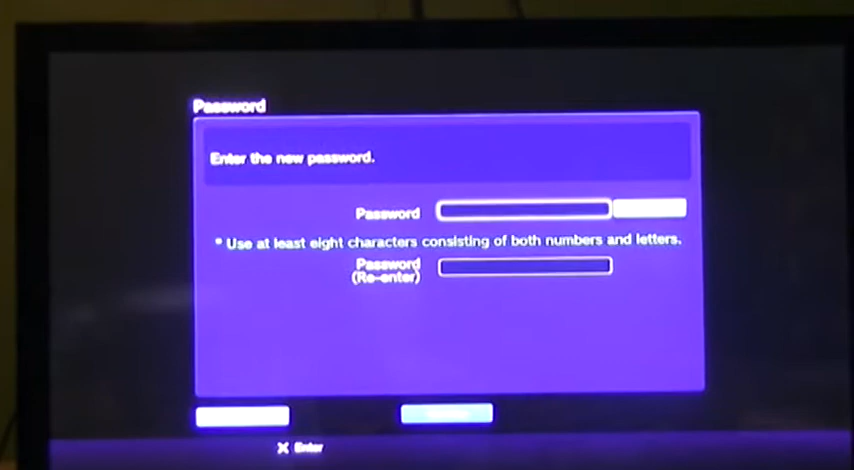 Password
Enter the new password.
Password
* Use at least eight characters consisting of both numbers and letters.
Password
(Re-enter)
X Enter